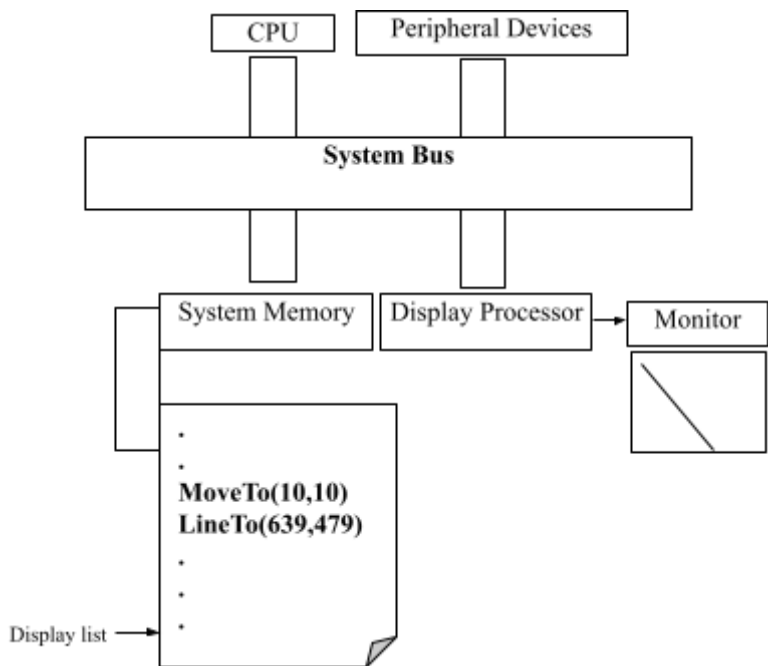 CPU
Peripheral Devices
System Bus
System Memory
Display Processor
Monitor
MoveTo(10,10)
LineTo(639,479)
Display list